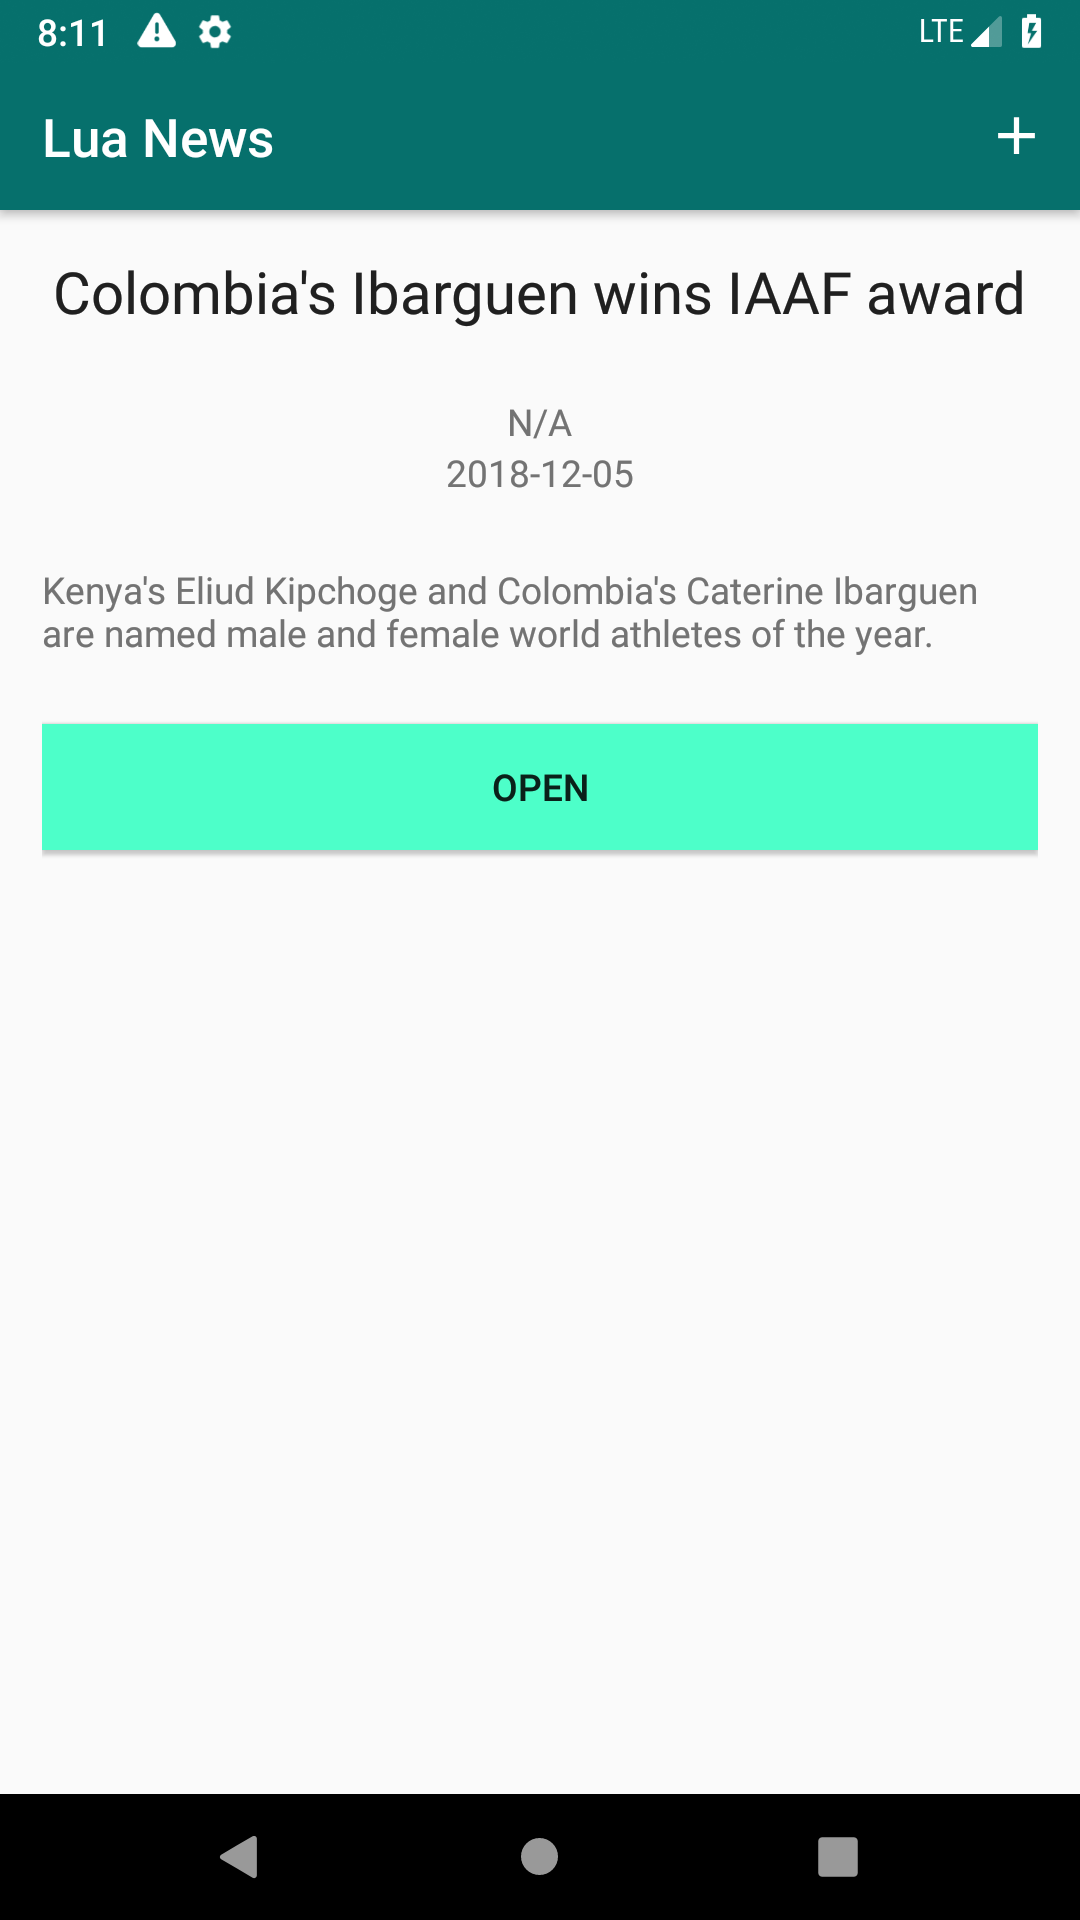 8:11
LTE
Lua News
Colombia's Ibarguen wins IAAF award
N/A
2018-12-05
Kenya's Eliud Kipchoge and Colombia's Caterine Ibarguen
are named male and female world athletes of the year.
OPEN